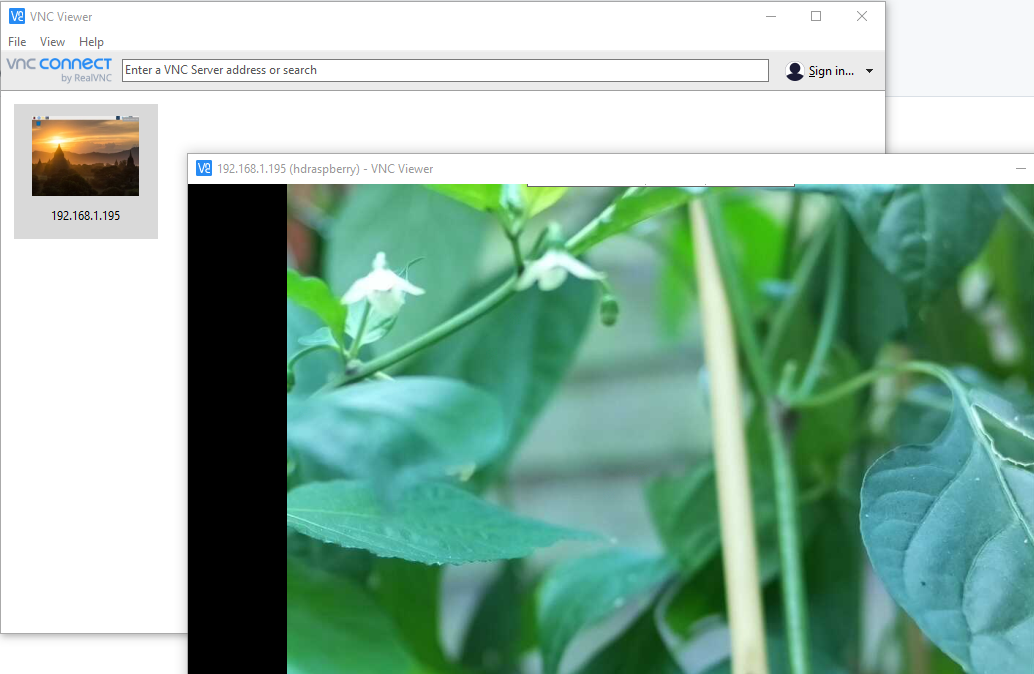 VNC Viewer
File View Help
vnc connect
by RealVNC
Enter a VNC Server address or search
Sign in...
192.168.1.195
192.168.1.195 (hdraspberry) - VNC Viewer